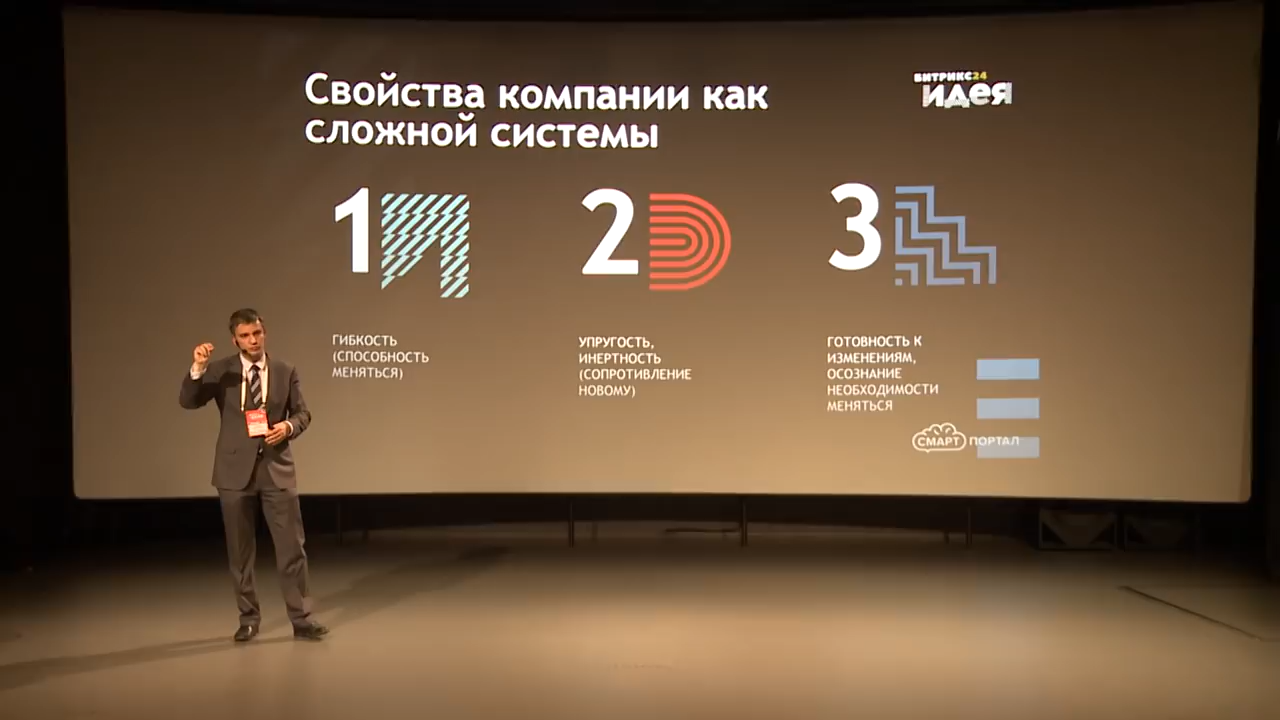 Свойства компании как
сложной системы
БИТРИКС24
идея
1
2
3
ГИБКОСТЬ
(СПОСОБНОСТЬ
МЕНЯТЬСЯ)
УПРУГОСТЬ,
ИНЕРТНОСТЬ
(СОПРОТИВЛЕНИЕ
НОВОМУ)
ГОТОВНОСТЬ К
ИЗМЕНЕНИЯМ,
ОСОЗНАНИЕ
НЕОБХОДИМОСТИ
МЕНЯТЬСЯ
СМАРТ ПОРТАЛ